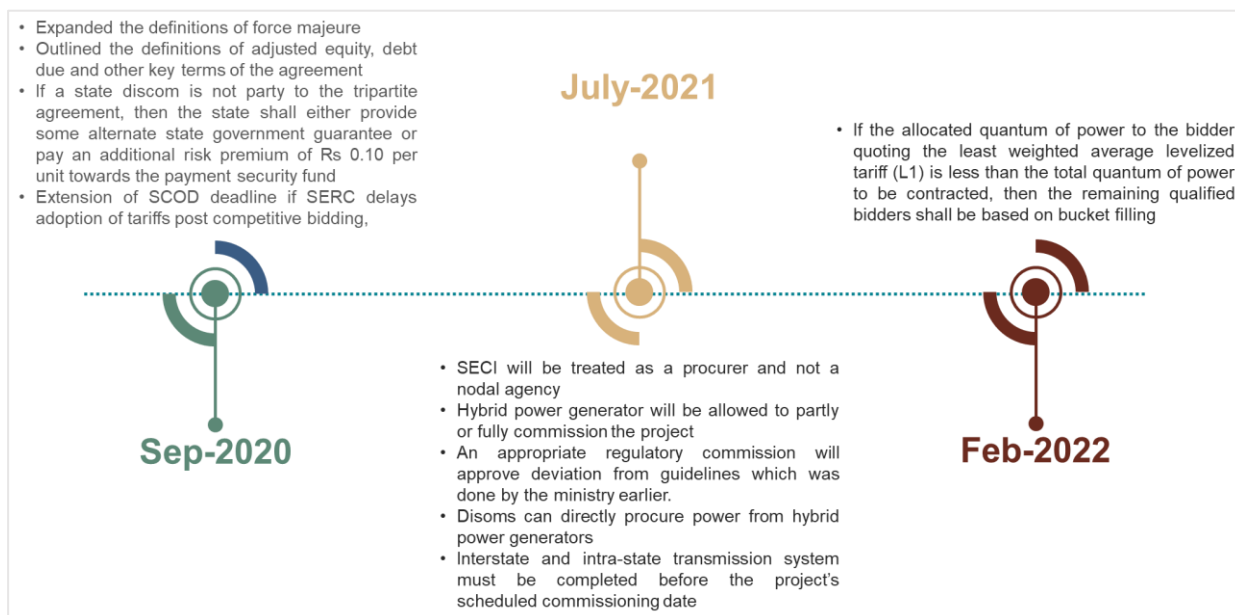 • Expanded the definitions of force majeure
• Outlined the definitions of adjusted equity, debt
due and other key terms of the agreement
• If a state discom is not party to the tripartite
agreement, then the state shall either provide
some alternate state government guarantee or
pay an additional risk premium of Rs 0.10 per
unit towards the payment security fund
• Extension of SCOD deadline if SERC delays
adoption of tariffs post competitive bidding,
Sep-2020
July-2021
• SECI will be treated as a procurer and not a
nodal agency
• Hybrid power generator will be allowed to partly
or fully commission the project
• An appropriate regulatory commission will
approve deviation from guidelines which was
done by the ministry earlier.
• Disoms can directly procure power from hybrid
power generators
• Interstate and intra-state transmission system
must be completed before the project's
scheduled commissioning date
• If the allocated quantum of power to the bidder
quoting the least weighted average levelized
tariff (L1) is less than the total quantum of power
to be contracted, then the remaining qualified
bidders shall be based on bucket filling
Feb-2022